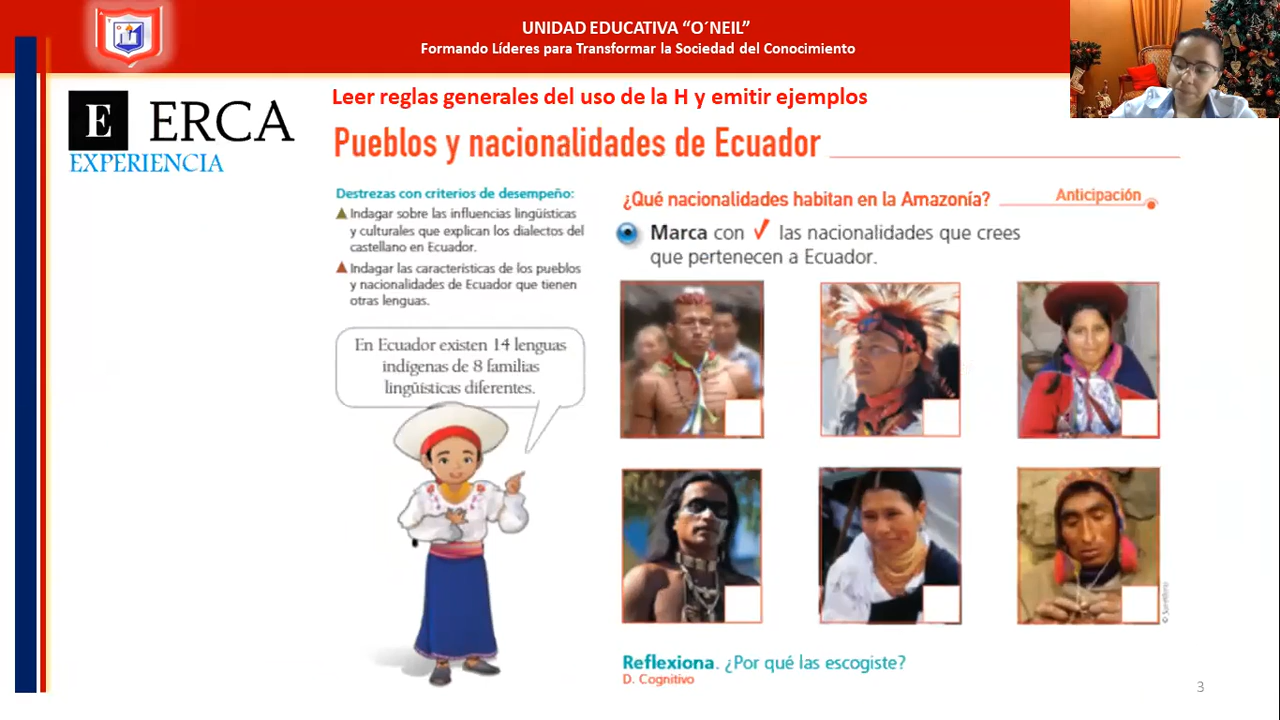 UNIDAD EDUCATIVA “O´NEIL”
Formando Líderes para Transformar la Sociedad del Conocimiento
E ERCA
EXPERIENCIA
Leer reglas generales del uso de la H y emitir ejemplos
Pueblos y nacionalidades de Ecuador
Destrezas con criterios de desempeño:
Indagar sobre las influencias lingüísticas
y culturales que explican los dialectos del
castellano en Ecuador.
Indagar las características de los pueblos
y nacionalidades de Ecuador que tienen
otras lenguas.
En Ecuador existen 14 lenguas
indígenas de 8 familias
lingüísticas diferentes.
¿Qué nacionalidades habitan en la Amazonía?
Anticipación
Marca con ✓ las nacionalidades que crees
que pertenecen a Ecuador.
© Santillana
Reflexiona. ¿Por qué las escogiste?
D. Cognitivo
3